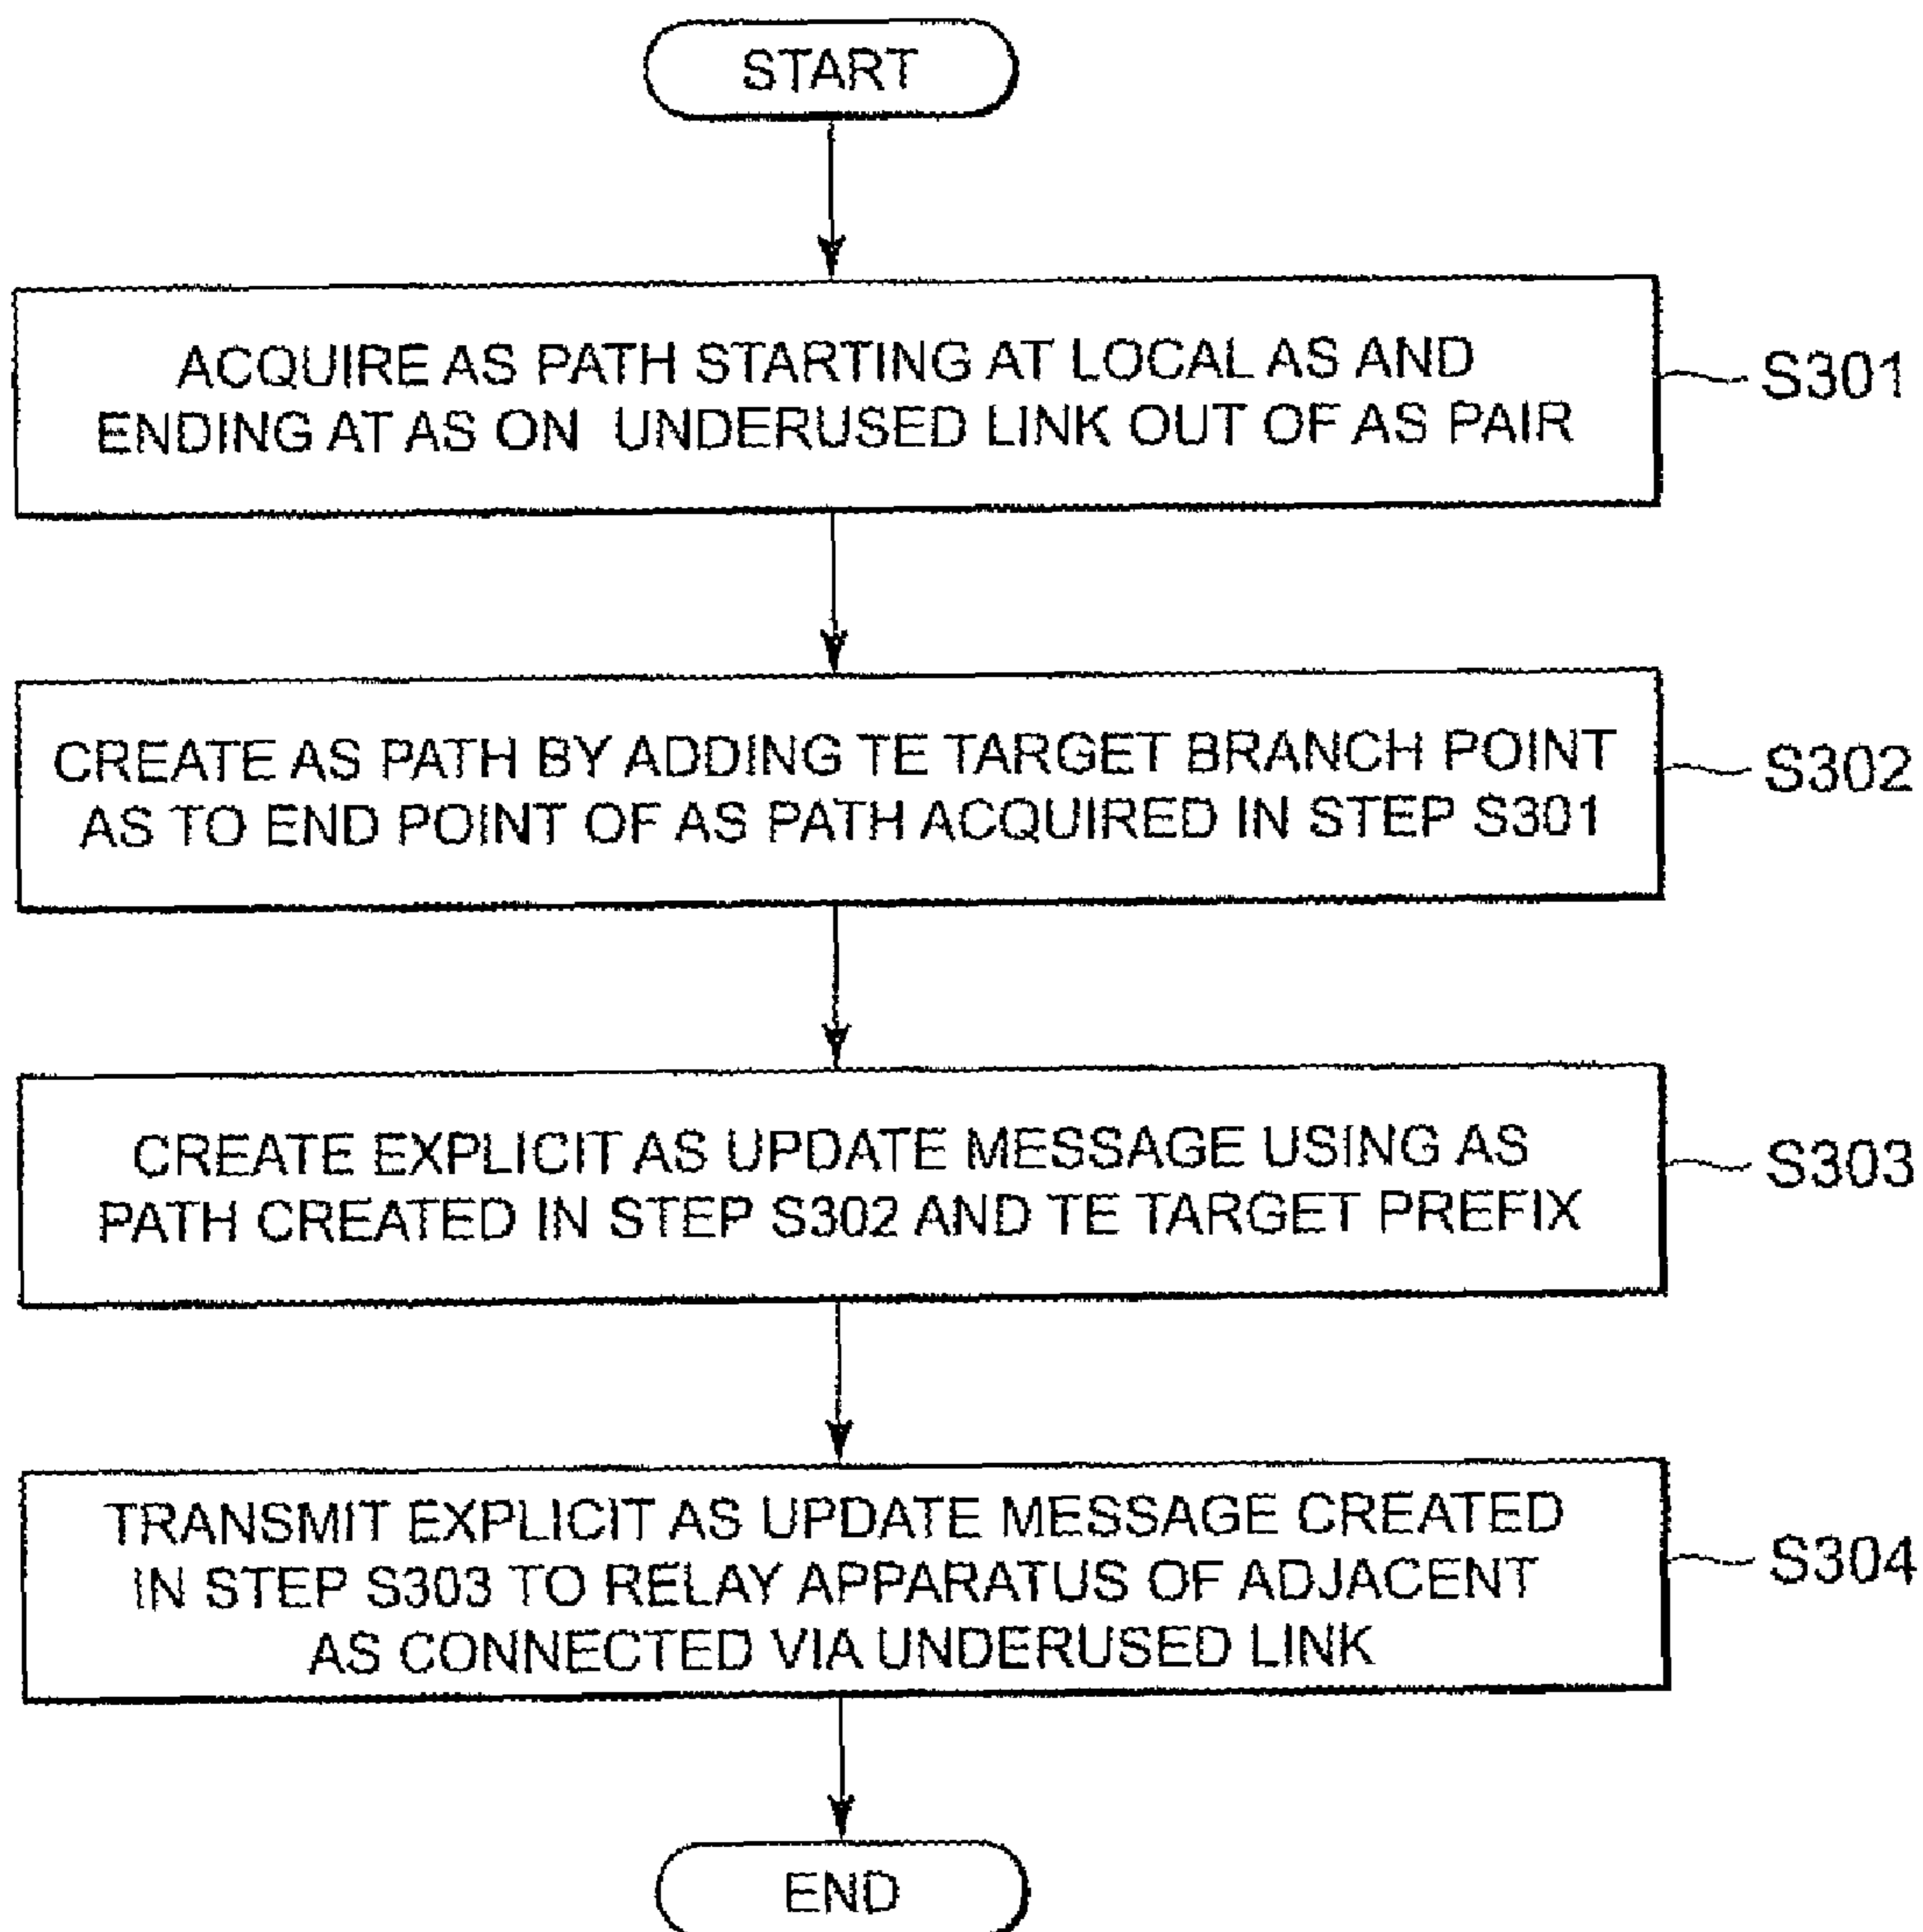 START
ACQUIRE AS PATH STARTING AT LOCAL AS AND
ENDING AT AS ON UNDERUSED LINK OUT OF AS PAIR
S301
CREATE AS PATH BY ADDING TE TARGET BRANCH POINT
AS TO END POINT OF AS PATH ACQUIRED IN STEP S301
S302
CREATE EXPLICIT AS UPDATE MESSAGE USING AS
PATH CREATED IN STEP S302 AND TE TARGET PREFIX
S303
TRANSMIT EXPLICIT AS UPDATE MESSAGE CREATED
IN STEP S303 TO RELAY APPARATUS OF ADJACENT
AS CONNECTED VIA UNDERUSED LINK
S304
END